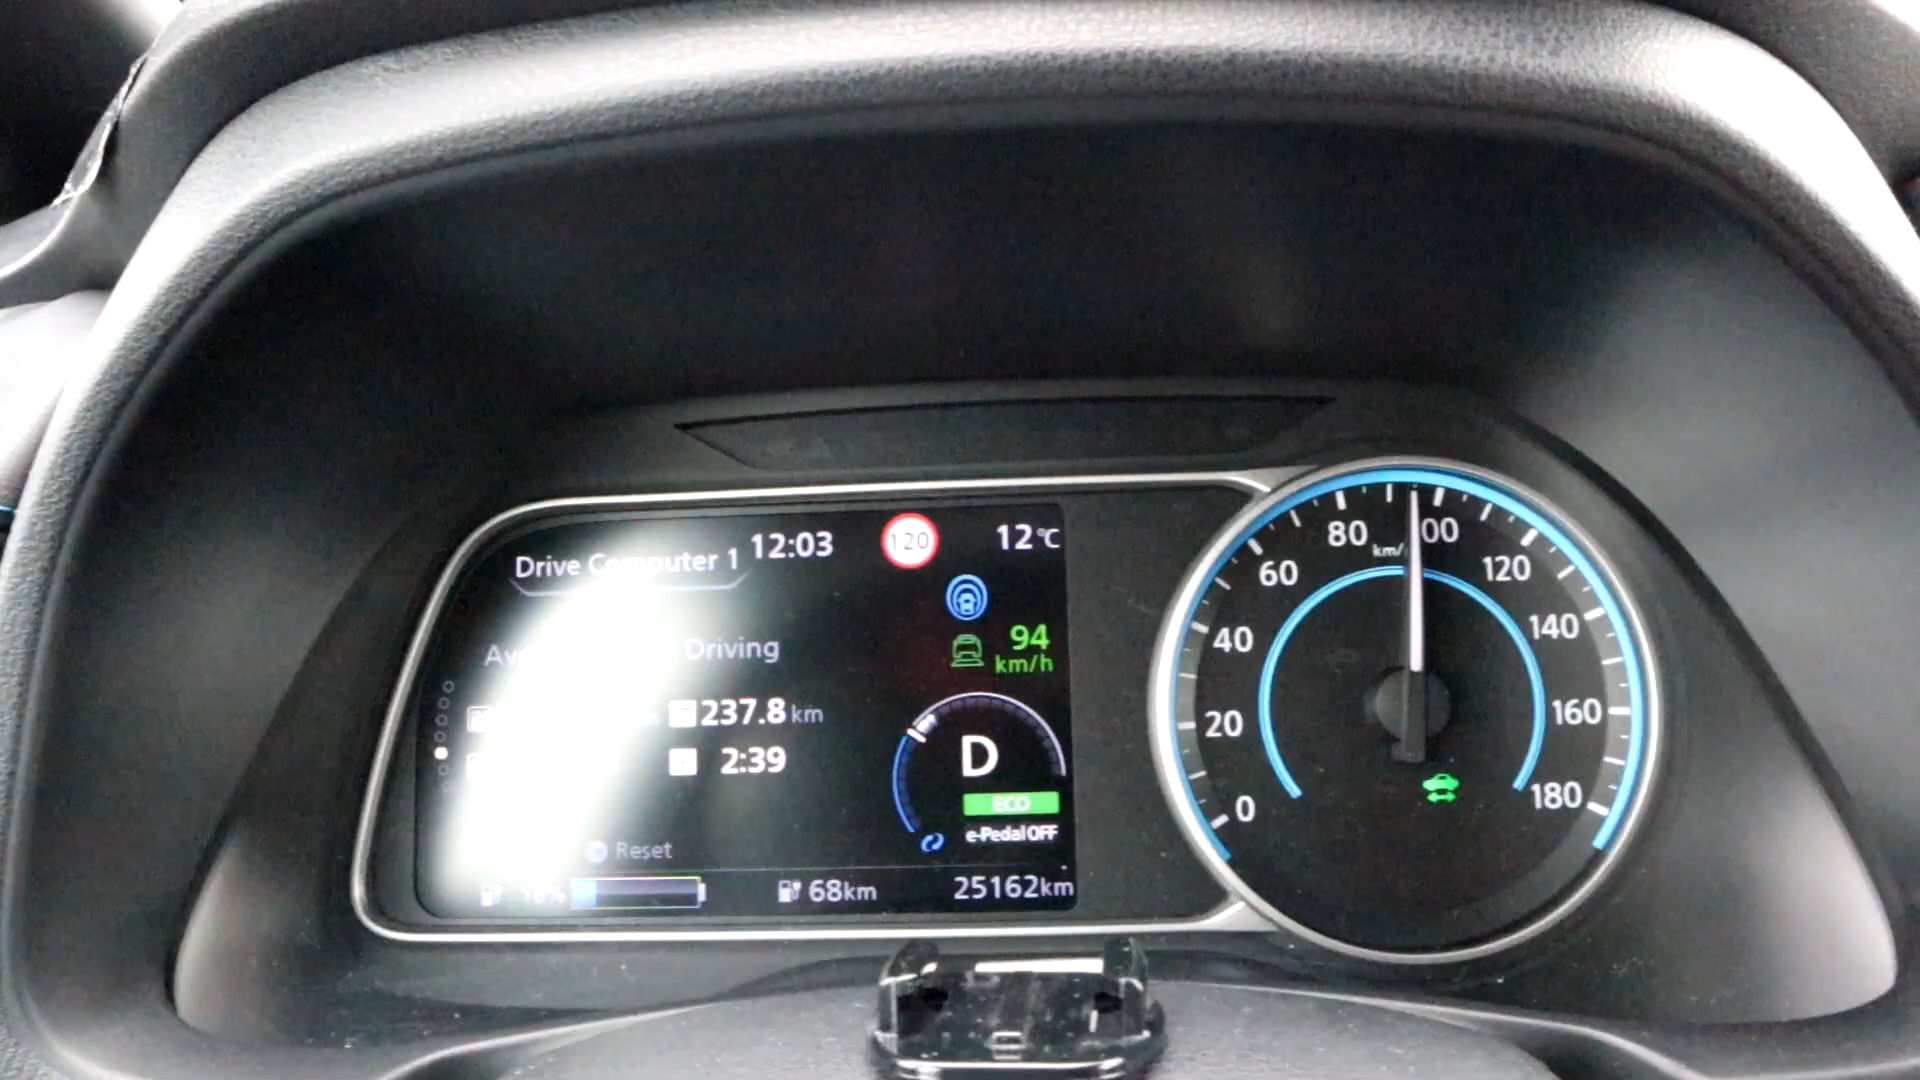 Drive Computer 1
12:03
120
12°C
Driving
94
km/h
237.8 km
2:39
D
ECO
e-Pedal OFF
Reset
68km
25162km
0
20
40
60
80
120
140
160
180